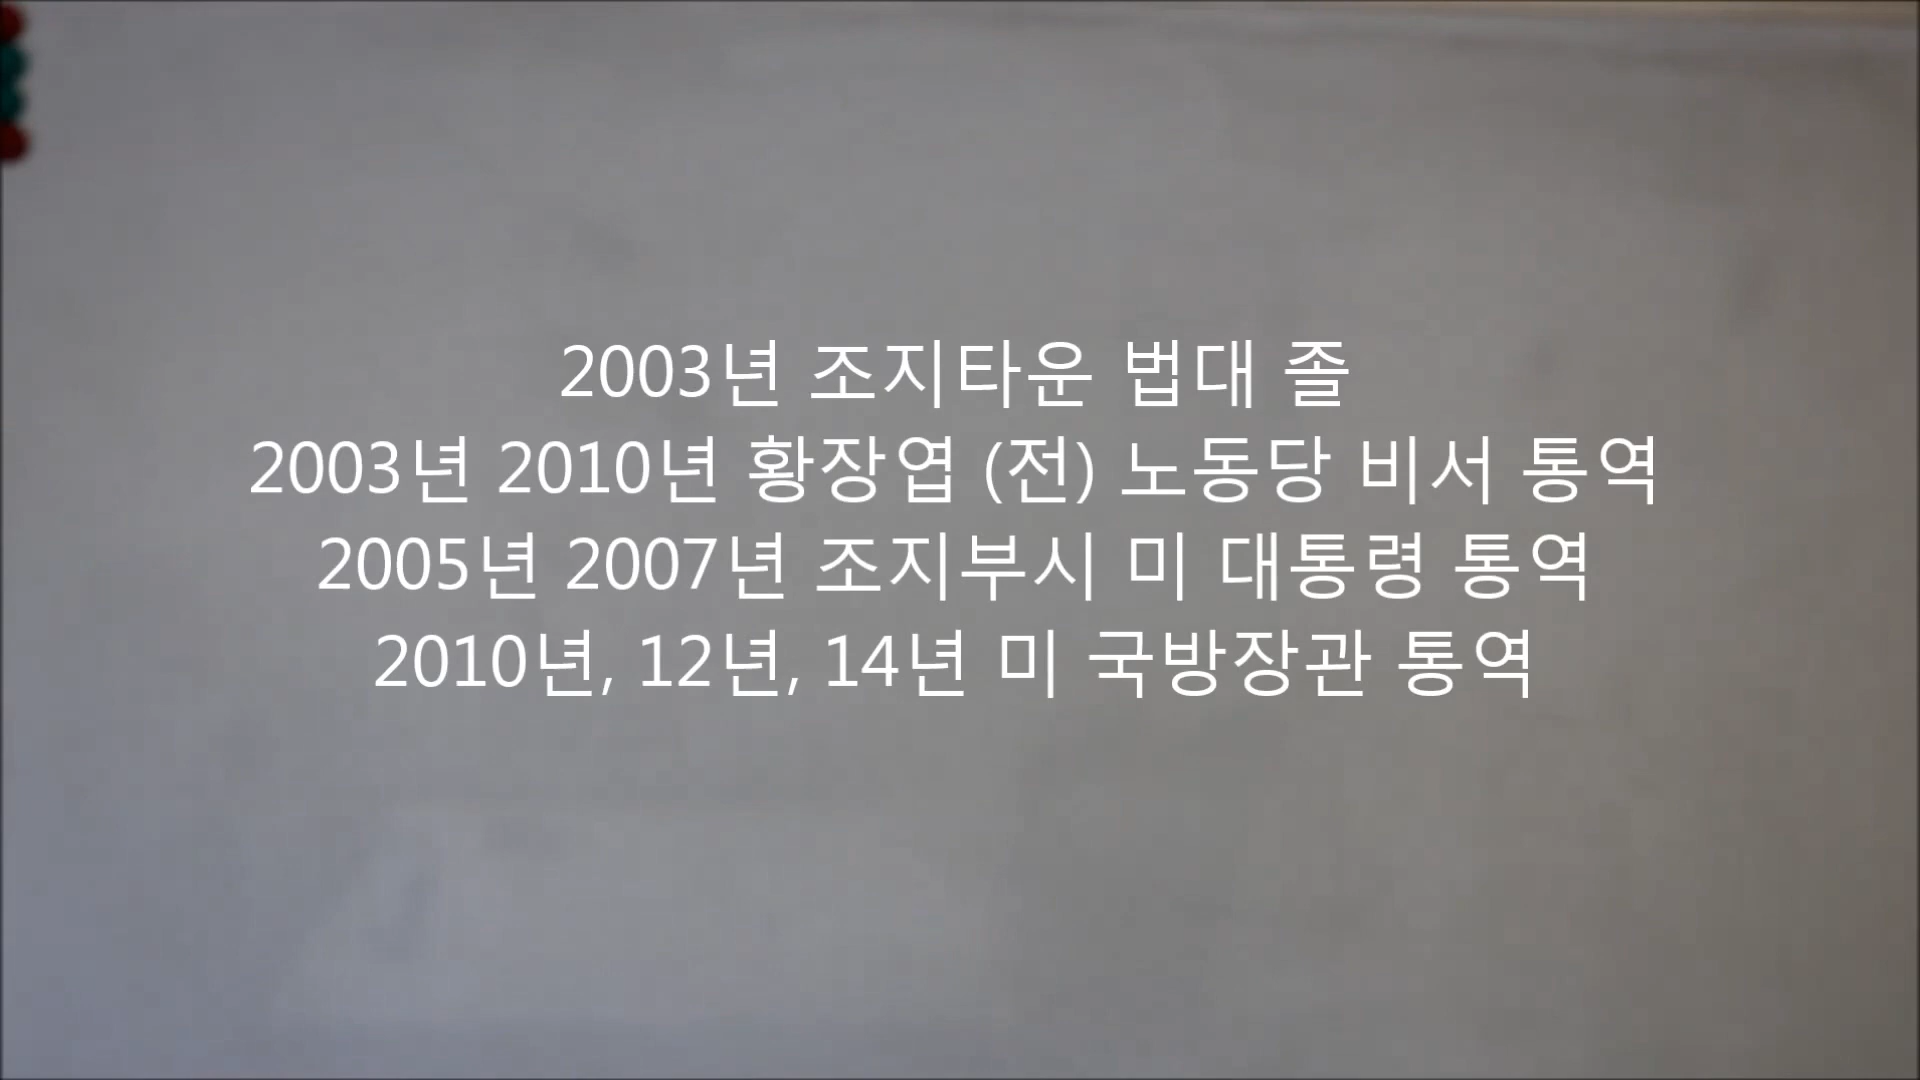 2003년 조지타운 법대 졸
2003년 2010년 황장엽 (전) 노동당 비서 통역
2005년 2007년 조지부시 미 대통령 통역
2010년, 12년, 14년 미 국방장관 통역